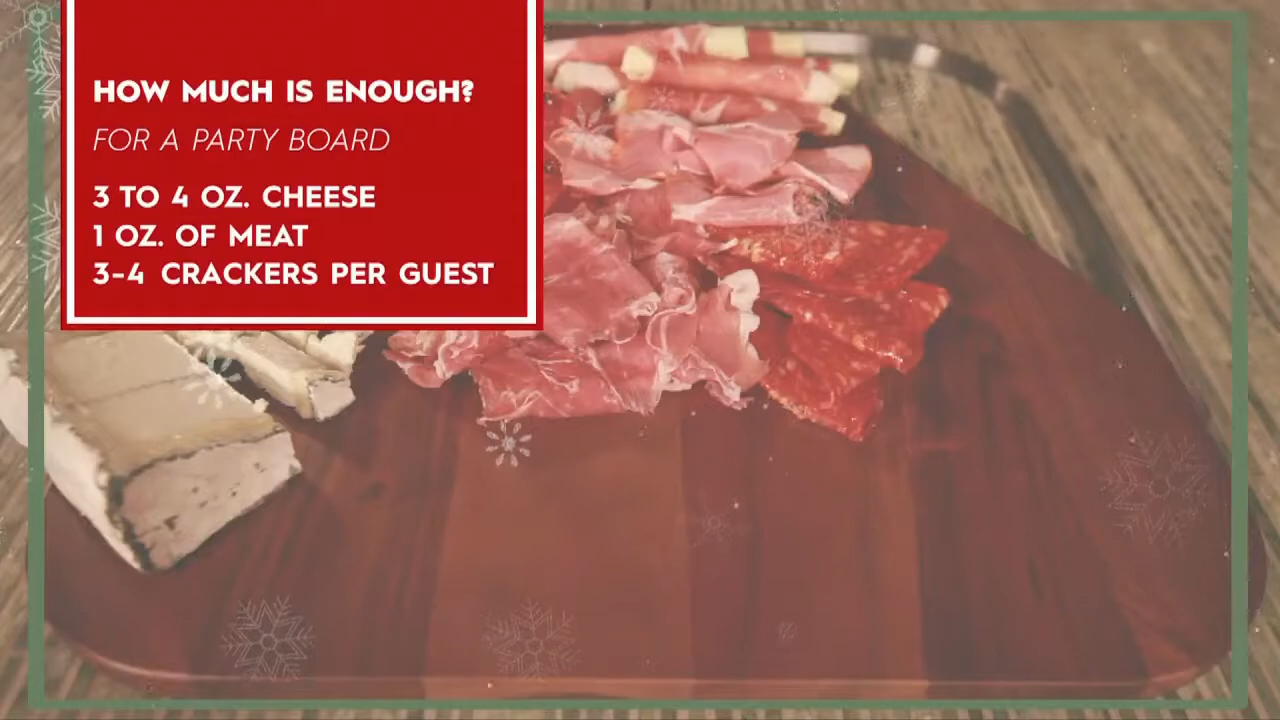 HOW MUCH IS ENOUGH?
FOR A PARTY BOARD
3 TO 4 OZ. CHEESE
1 OZ. OF MEAT
3-4 CRACKERS PER GUEST